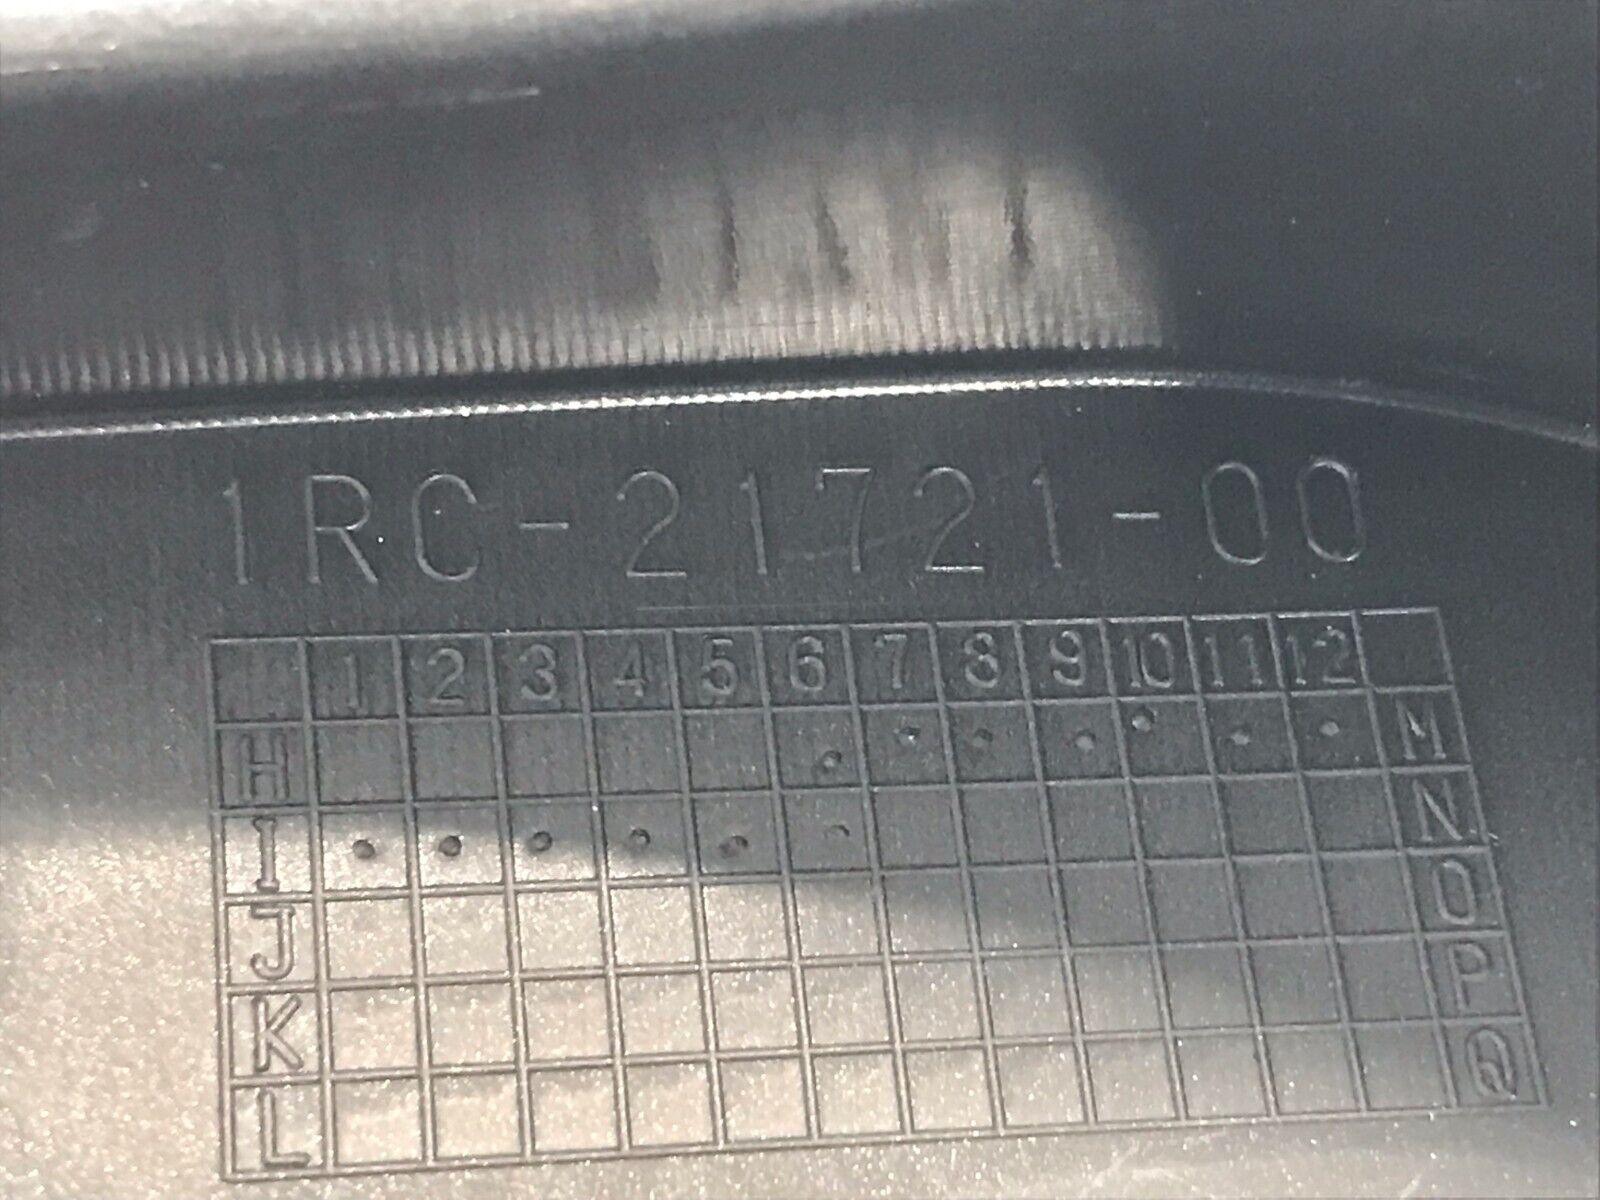 1RC-21721-00
1 2 3 4 5 6 7 8 9 10 11 12
H M
I N
J O
K P
L Q